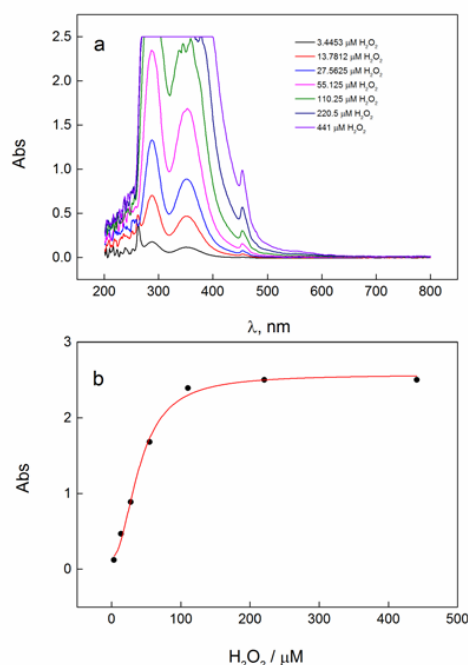 a
2.5
2.0
1.5
1.0
0.5
0.0
Abs
3.4453 μM H₂O₂
13.7812 μM H₂O₂
27.5625 μM H₂O₂
55.125 μM H₂O₂
110.25 μM H₂O₂
220.5 μM H₂O₂
441 μM H₂O₂
200 300 400 500 600 700 800
λ, nm
b
3
2
1
0
Abs
0 100 200 300 400 500
H₂O₂ / μM